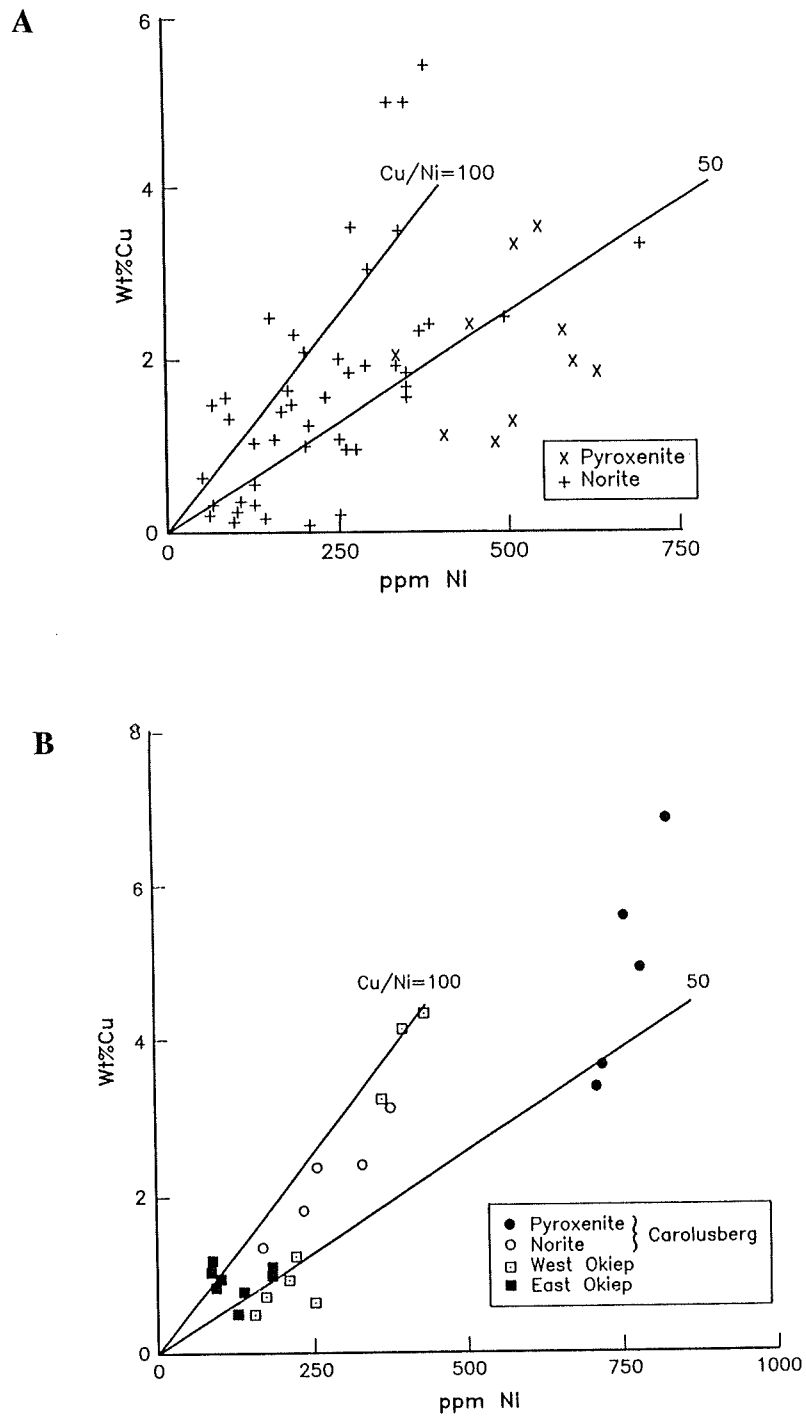 A
6
Cu/Ni=100
50
4
Wt%Cu
2
x Pyroxenite
+ Norite
0
0 250 500 750
ppm Ni
B
8
6
Cu/Ni=100
50
4
Wt%Cu
2
● Pyroxenite } Carolusberg
○ Norite
⊡ West Okiep
■ East Okiep
0
0 250 500 750 1000
ppm Ni